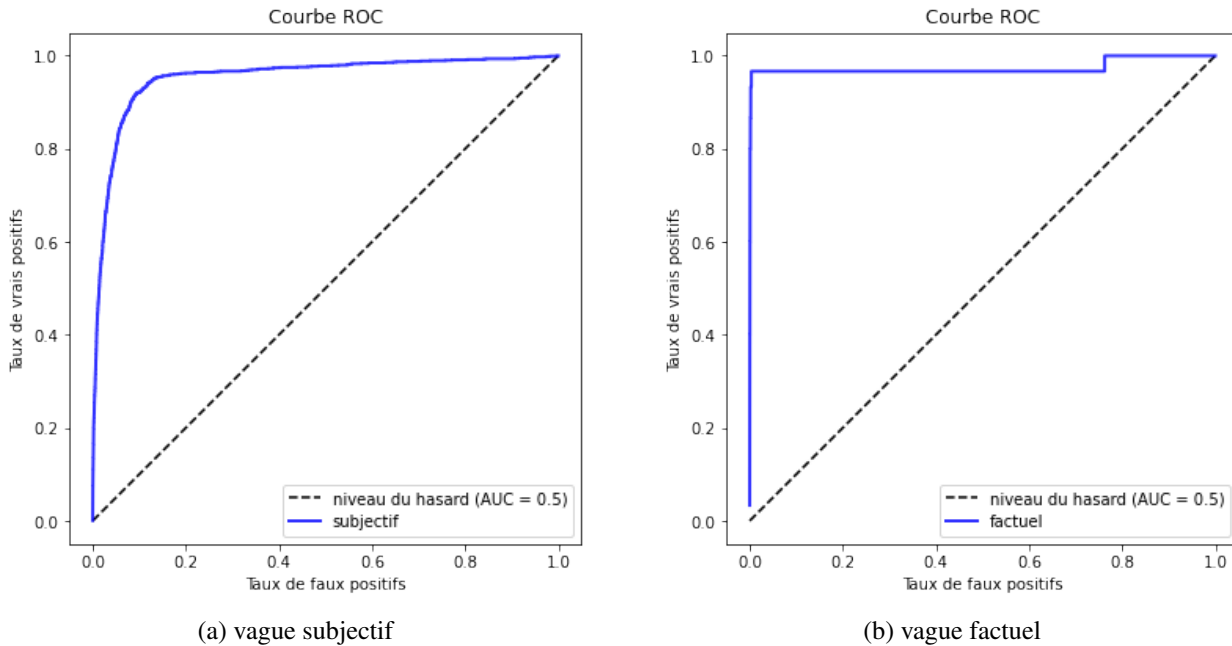 Courbe ROC
1.0
0.8
0.6
0.4
0.2
0.0
Taux de vrais positifs
niveau du hasard (AUC = 0.5)
subjectif
0.0 0.2 0.4 0.6 0.8 1.0
Taux de faux positifs
(a) vague subjectif
Courbe ROC
1.0
0.8
0.6
0.4
0.2
0.0
Taux de vrais positifs
niveau du hasard (AUC = 0.5)
factuel
0.0 0.2 0.4 0.6 0.8 1.0
Taux de faux positifs
(b) vague factuel